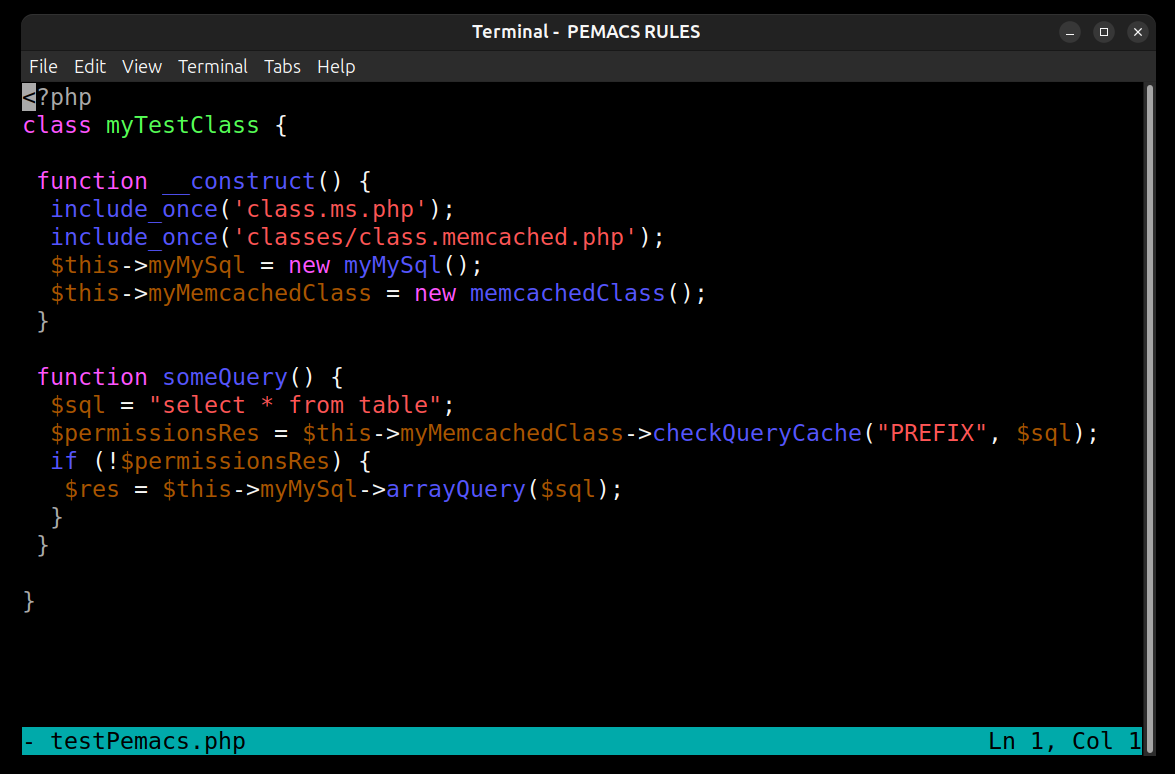 Terminal - PEMACS RULES
File Edit View Terminal Tabs Help
<?php
class myTestClass {
 function __construct() {
  include_once('class.ms.php');
  include_once('classes/class.memcached.php');
  $this->myMySql = new myMySql();
  $this->myMemcachedClass = new memcachedClass();
 }
 function someQuery() {
  $sql = "select * from table";
  $permissionsRes = $this->myMemcachedClass->checkQueryCache("PREFIX", $sql);
  if (!$permissionsRes) {
   $res = $this->myMySql->arrayQuery($sql);
  }
 }
}
- testPemacs.php Ln 1, Col 1